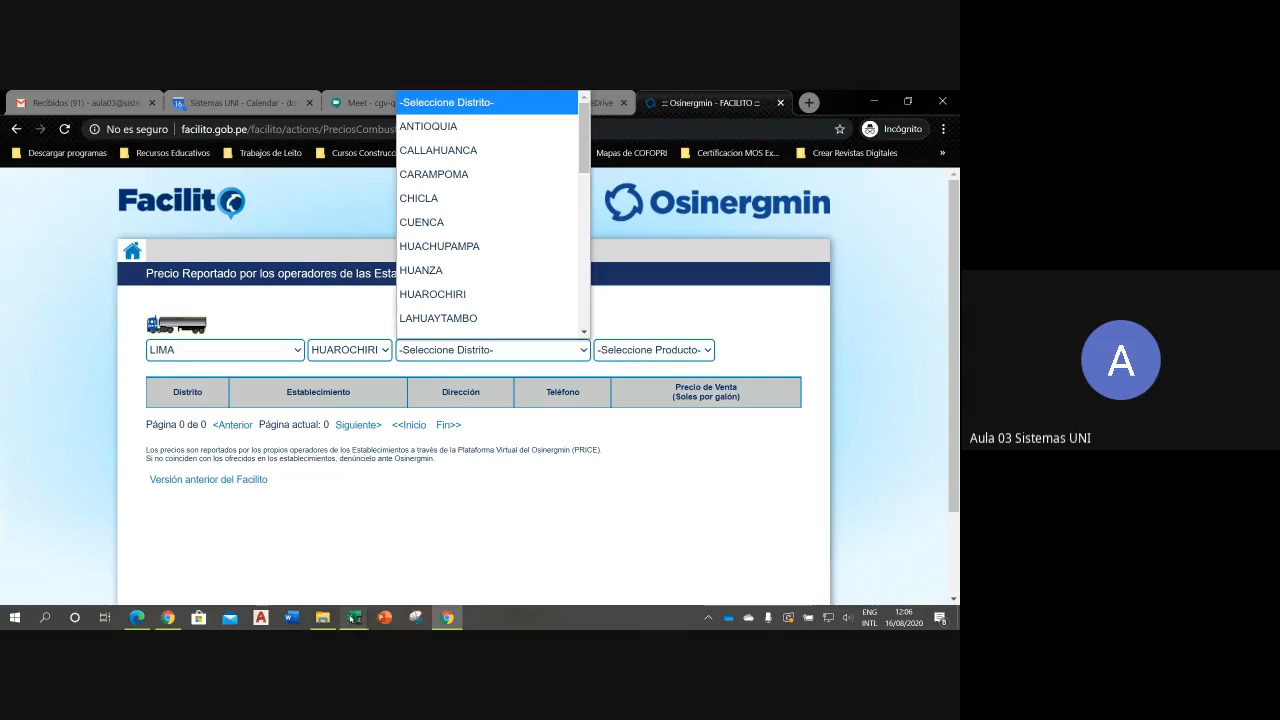 Recibidos (91) - aula03@siste
16
Sistemas UNI - Calendar - do
Meet - cgv-q
eDrive
::: Osinergmin - FACILITO :::
No es seguro
facilito.gob.pe/facilito/actions/PreciosCombust
Incógnito
Descargar programas
Recursos Educativos
Trabajos de Leito
Cursos Construcc
Mapas de COFOPRI
Certificacion MOS Ex...
Crear Revistas Digitales
»
-Seleccione Distrito-
ANTIOQUIA
CALLAHUANCA
CARAMPOMA
CHICLA
CUENCA
HUACHUPAMPA
HUANZA
HUAROCHIRI
LAHUAYTAMBO
Facilito
Osinergmin
Precio Reportado por los operadores de las Esta
LIMA
HUAROCHIRI
-Seleccione Distrito-
-Seleccione Producto-
Distrito
Establecimiento
Dirección
Teléfono
Precio de Venta
(Soles por galón)
Página 0 de 0 <Anterior Página actual: 0 Siguiente> <<Inicio Fin>>
Los precios son reportados por los propios operadores de los Establecimientos a través de la Plataforma Virtual del Osinergmin (PRICE).
Si no coinciden con los ofrecidos en los establecimientos, denúncielo ante Osinergmin.
Versión anterior del Facilito
ENG
INTL
12:06
16/08/2020
A
Aula 03 Sistemas UNI